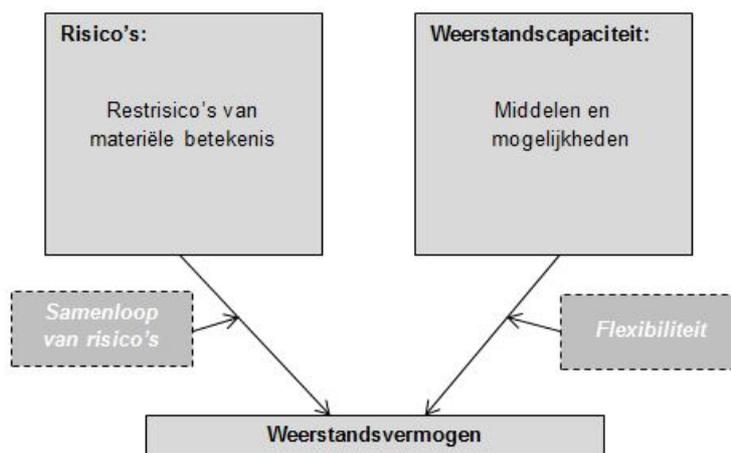 Risico's:
Restrisico's van
materiële betekenis
Weerstandscapaciteit:
Middelen en
mogelijkheden
Samenloop
van risico's
Flexibiliteit
Weerstandsvermogen